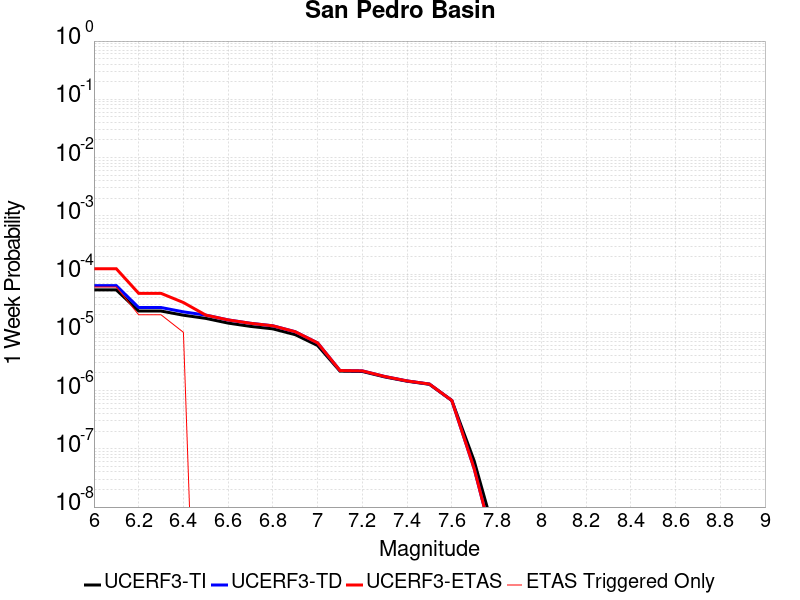 San Pedro Basin
10^0
10^-1
10^-2
10^-3
10^-4
10^-5
10^-6
10^-7
10^-8
1 Week Probability
6 6.2 6.4 6.6 6.8 7 7.2 7.4 7.6 7.8 8 8.2 8.4 8.6 8.8 9
Magnitude
UCERF3-TI UCERF3-TD UCERF3-ETAS ETAS Triggered Only